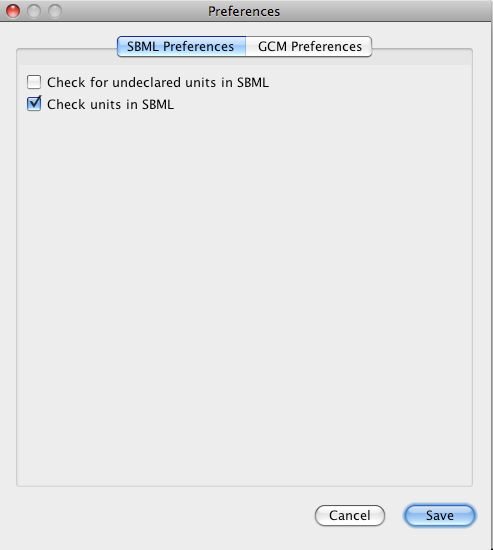 Preferences
SBML Preferences GCM Preferences
Check for undeclared units in SBML
Check units in SBML
Cancel Save